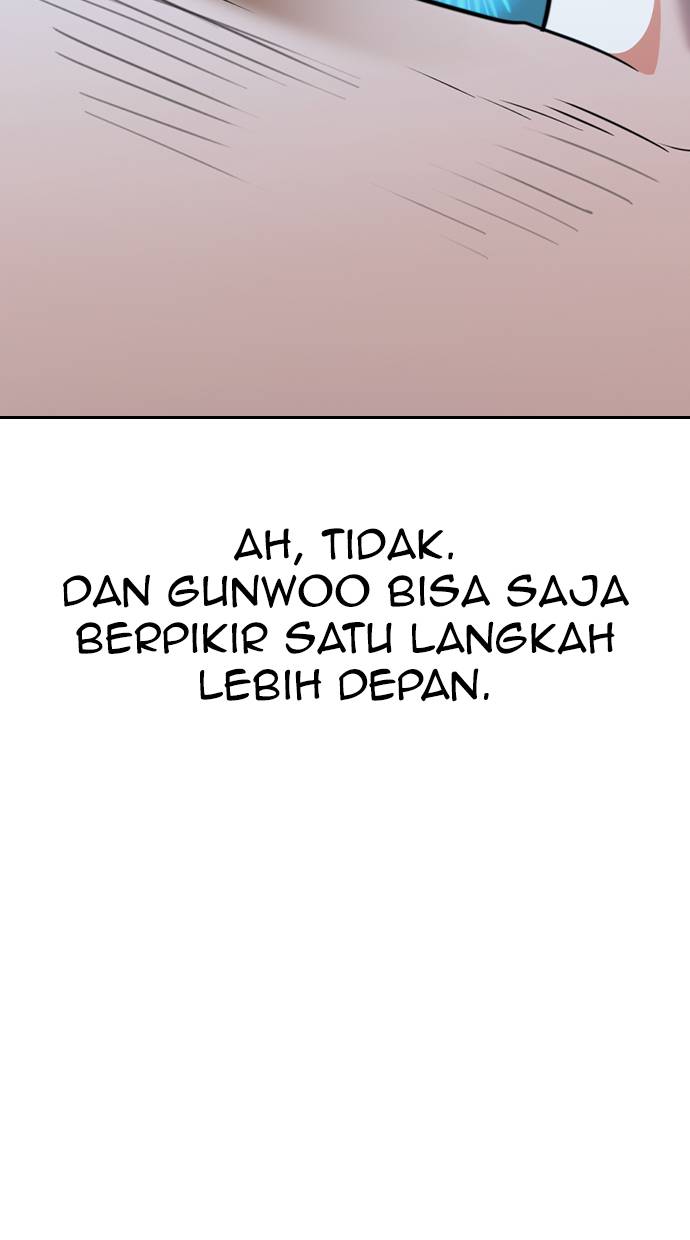 AH, TIDAK.
DAN GUNWOO BISA SAJA
BERPIKIR SATU LANGKAH
LEBIH DEPAN.